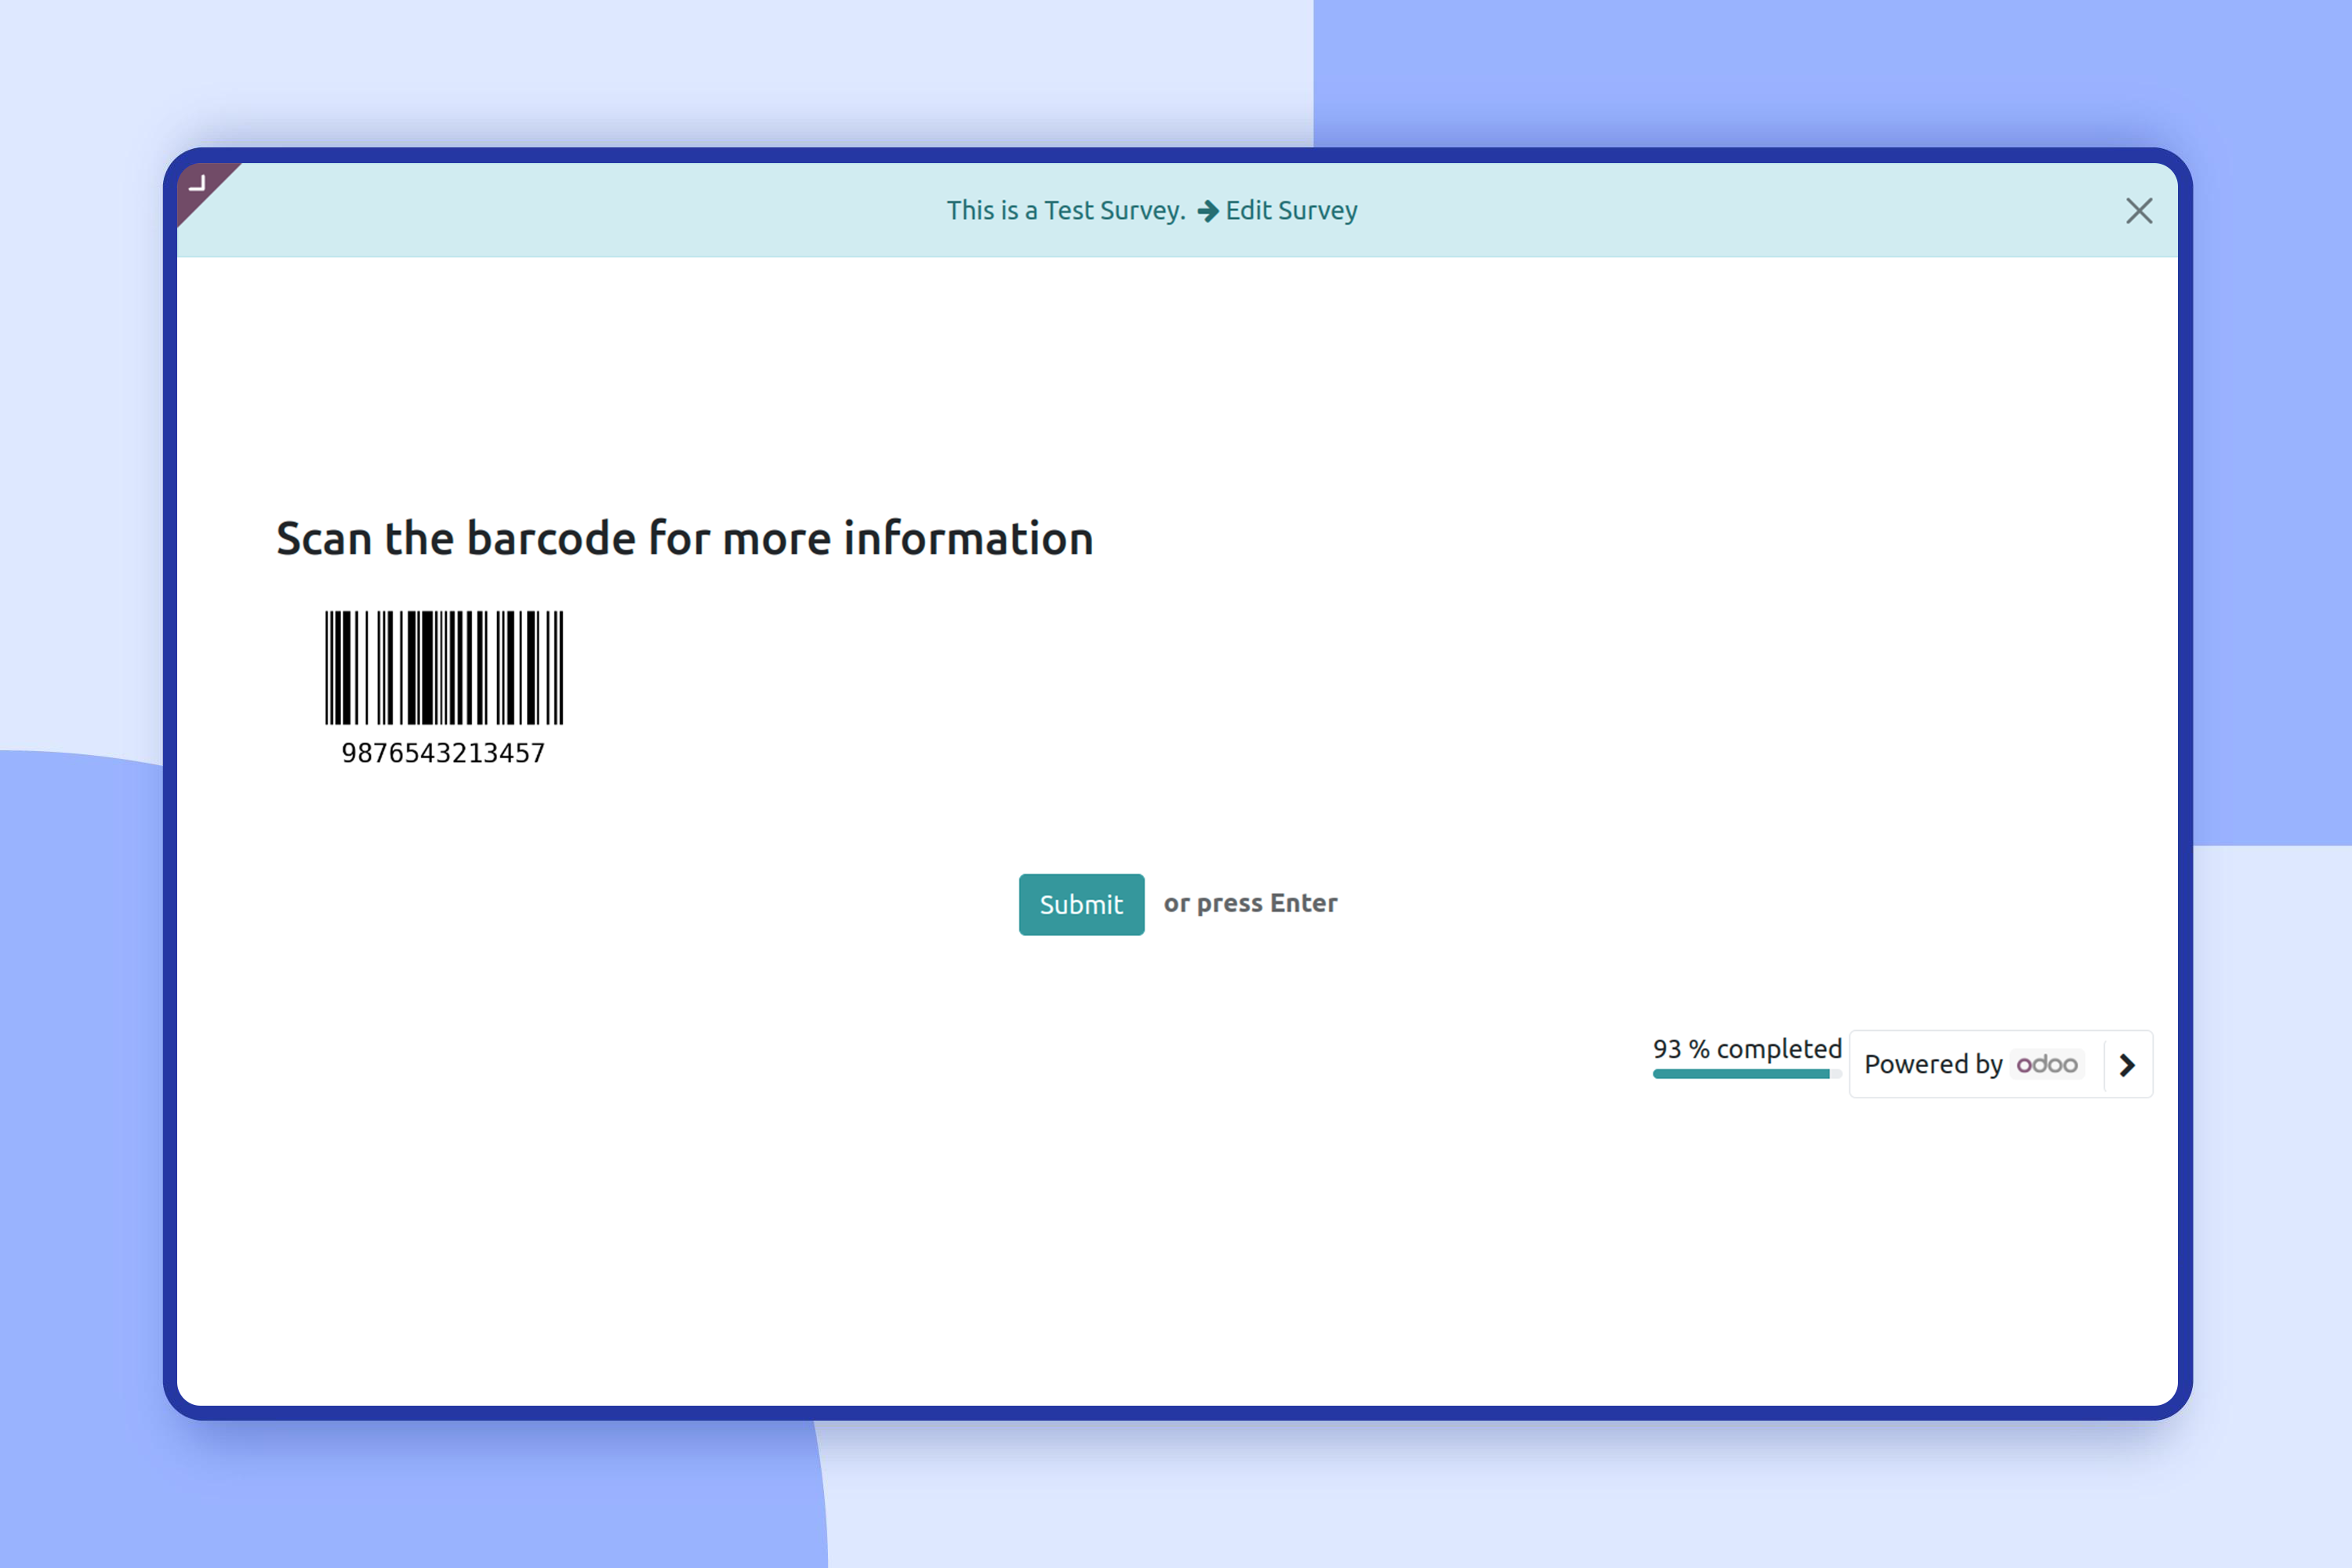 This is a Test Survey. Edit Survey
Scan the barcode for more information
9876543213457
Submit or press Enter
93 % completed
Powered by odoo